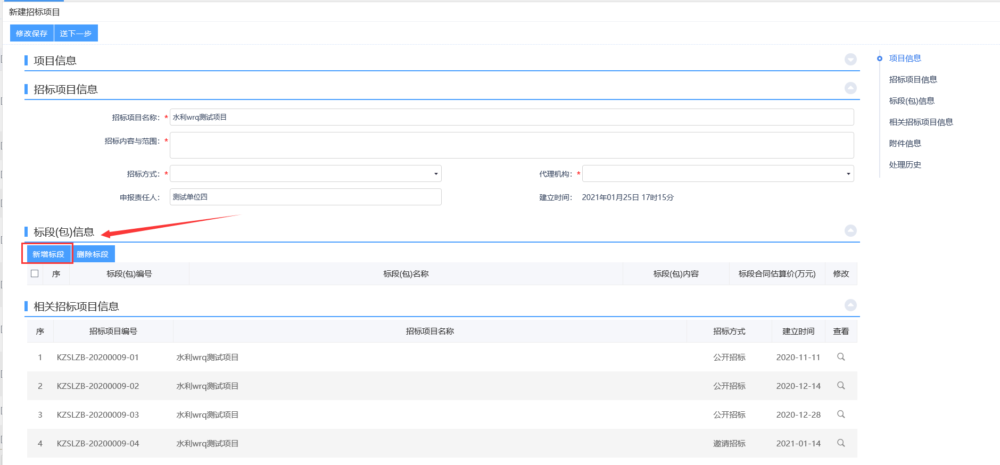 新建招标项目
修改保存 送下一步
项目信息
招标项目信息
招标项目名称：* 水利wrq测试项目
招标内容与范围：*
招标方式：* 代理机构：*
申报责任人： 测试单位四 建立时间： 2021年01月25日 17时15分
标段(包)信息
新增标段 删除标段
序 标段(包)编号 标段(包)名称 标段(包)内容 标段合同估算价(万元) 修改
相关招标项目信息
序 招标项目编号 招标项目名称 招标方式 建立时间 查看
1 KZSLZB-20200009-01 水利wrq测试项目 公开招标 2020-11-11
2 KZSLZB-20200009-02 水利wrq测试项目 公开招标 2020-12-14
3 KZSLZB-20200009-03 水利wrq测试项目 公开招标 2020-12-28
4 KZSLZB-20200009-04 水利wrq测试项目 邀请招标 2021-01-14
项目信息
招标项目信息
标段(包)信息
相关招标项目信息
附件信息
处理历史